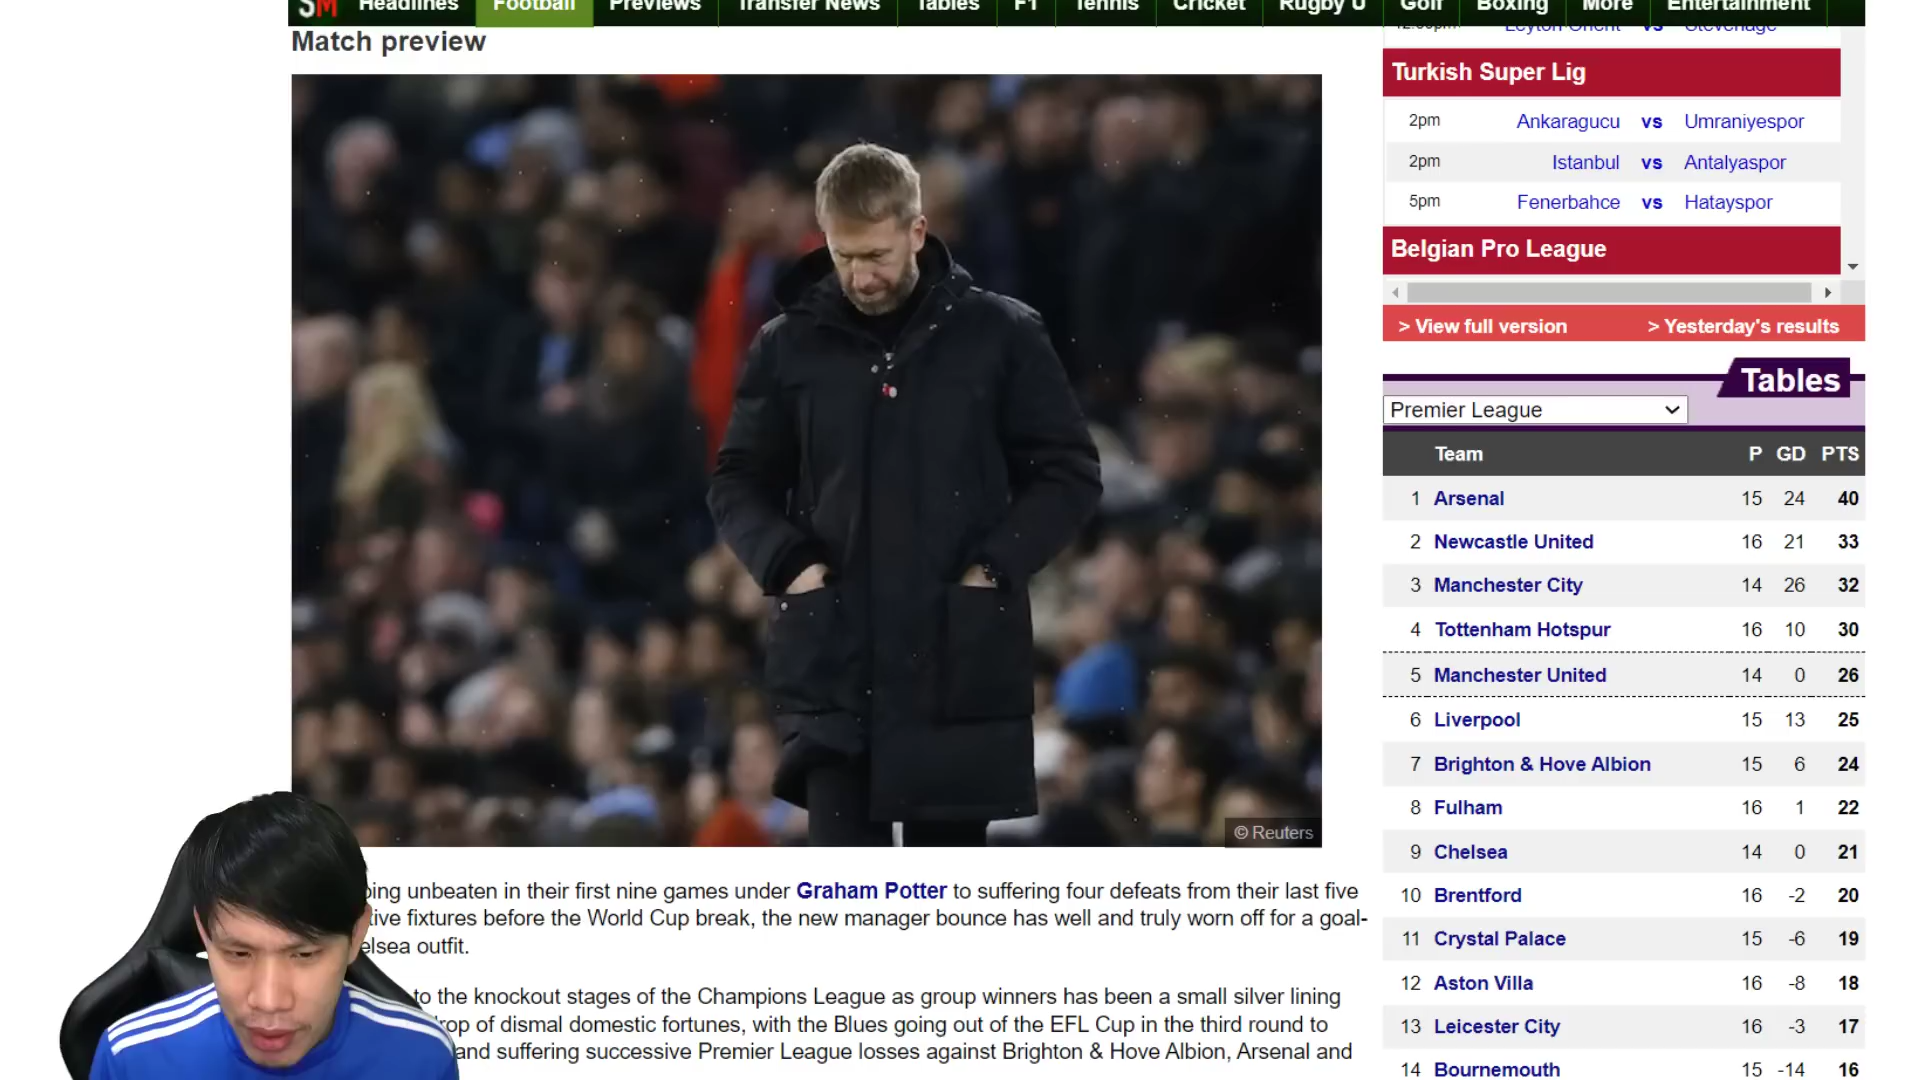 SM Headlines Football Previews Transfer News Tables F1 Tennis Cricket Rugby U Golf Boxing More Entertainment
Match preview
© Reuters
unbeaten in their first nine games under Graham Potter to suffering four defeats from their last five
fixtures before the World Cup break, the new manager bounce has well and truly worn off for a goal-
outfit.
to the knockout stages of the Champions League as group winners has been a small silver lining
of dismal domestic fortunes, with the Blues going out of the EFL Cup in the third round to
and suffering successive Premier League losses against Brighton & Hove Albion, Arsenal and
Leyton Orient vs Stevenage
Turkish Super Lig
2pm Ankaragucu vs Umraniyespor
2pm Istanbul vs Antalyaspor
5pm Fenerbahce vs Hatayspor
Belgian Pro League
> View full version > Yesterday's results
Tables
Premier League
Team P GD PTS
1 Arsenal 15 24 40
2 Newcastle United 16 21 33
3 Manchester City 14 26 32
4 Tottenham Hotspur 16 10 30
5 Manchester United 14 0 26
6 Liverpool 15 13 25
7 Brighton & Hove Albion 15 6 24
8 Fulham 16 1 22
9 Chelsea 14 0 21
10 Brentford 16 -2 20
11 Crystal Palace 15 -6 19
12 Aston Villa 16 -8 18
13 Leicester City 16 -3 17
14 Bournemouth 15 -14 16